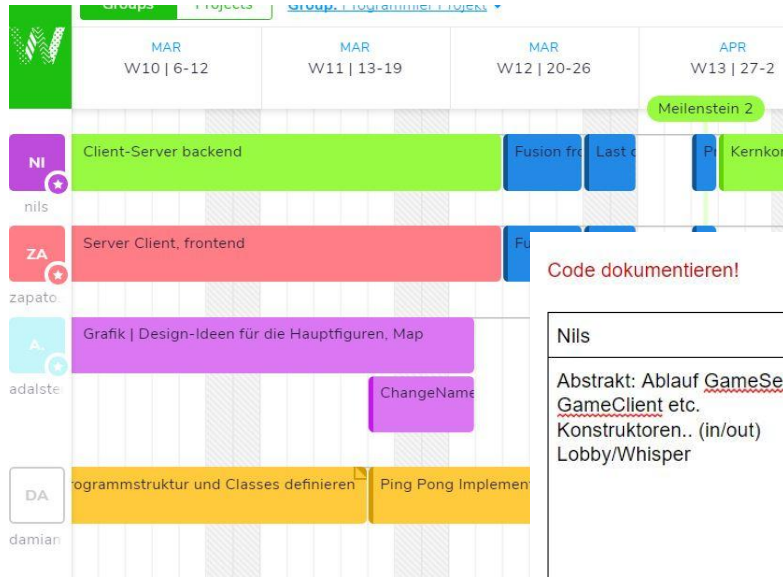 Groups Projects Group: Programmier Projekt
MAR MAR MAR APR
W10 | 6-12 W11 | 13-19 W12 | 20-26 W13 | 27-2
Meilenstein 2
NI
nils
Client-Server backend
Fusion fro
Last
Kernkon
ZA
zapato.
Server Client, frontend
Fu
A.
adalste
Grafik | Design-Ideen für die Hauptfiguren, Map
ChangeName
DA
damian
rogrammstruktur und Classes definieren
Ping Pong Implemen
Code dokumentieren!
Nils
Abstrakt: Ablauf GameSe
GameClient etc.
Konstruktoren.. (in/out)
Lobby/Whisper